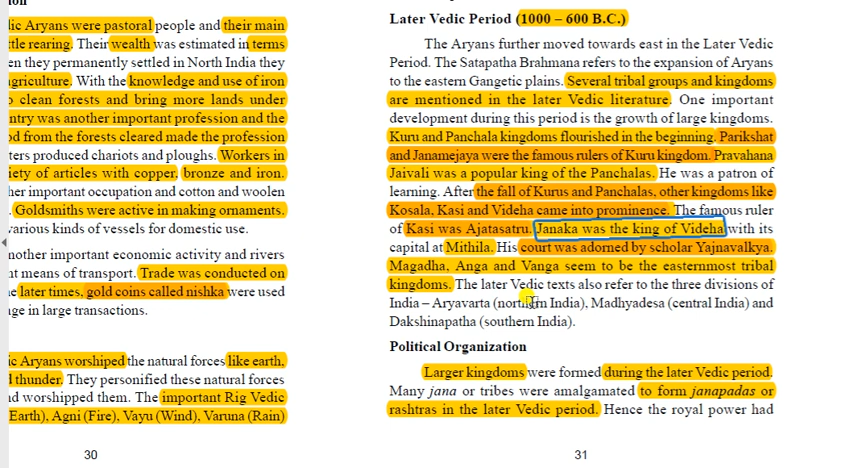 dic Aryans were pastoral people and their main
ttle rearing. Their wealth was estimated in terms
en they permanently settled in North India they
agriculture. With the knowledge and use of iron
o clean forests and bring more lands under
ntry was another important profession and the
od from the forests cleared made the profession
ters produced chariots and ploughs. Workers in
iety of articles with copper, bronze and iron.
her important occupation and cotton and woolen
. Goldsmiths were active in making ornaments.
various kinds of vessels for domestic use.
nother important economic activity and rivers
nt means of transport. Trade was conducted on
e later times, gold coins called nishka were used
nge in large transactions.
ic Aryans worshiped the natural forces like earth,
d thunder. They personified these natural forces
d worshipped them. The important Rig Vedic
(Earth), Agni (Fire), Vayu (Wind), Varuna (Rain)
30
Later Vedic Period (1000 – 600 B.C.)
The Aryans further moved towards east in the Later Vedic
Period. The Satapatha Brahmana refers to the expansion of Aryans
to the eastern Gangetic plains. Several tribal groups and kingdoms
are mentioned in the later Vedic literature. One important
development during this period is the growth of large kingdoms.
Kuru and Panchala kingdoms flourished in the beginning. Parikshat
and Janamejaya were the famous rulers of Kuru kingdom. Pravahana
Jaivali was a popular king of the Panchalas. He was a patron of
learning. After the fall of Kurus and Panchalas, other kingdoms like
Kosala, Kasi and Videha came into prominence. The famous ruler
of Kasi was Ajatasatru. Janaka was the king of Videha with its
capital at Mithila. His court was adorned by scholar Yajnavalkya.
Magadha, Anga and Vanga seem to be the easternmost tribal
kingdoms. The later Vedic texts also refer to the three divisions of
India – Aryavarta (northern India), Madhyadesa (central India) and
Dakshinapatha (southern India).
Political Organization
Larger kingdoms were formed during the later Vedic period.
Many jana or tribes were amalgamated to form janapadas or
rashtras in the later Vedic period. Hence the royal power had
31